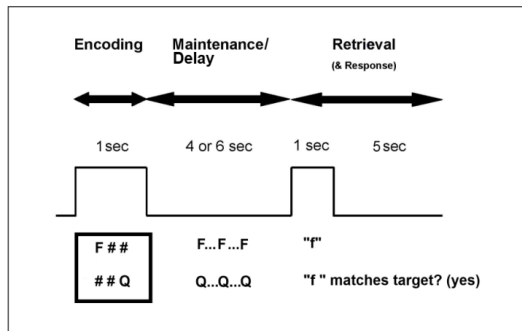 Encoding Maintenance/ Retrieval
Delay (& Response)
1 sec 4 or 6 sec 1 sec 5 sec
F # # F...F...F "f"
# # Q Q...Q...Q "f " matches target? (yes)